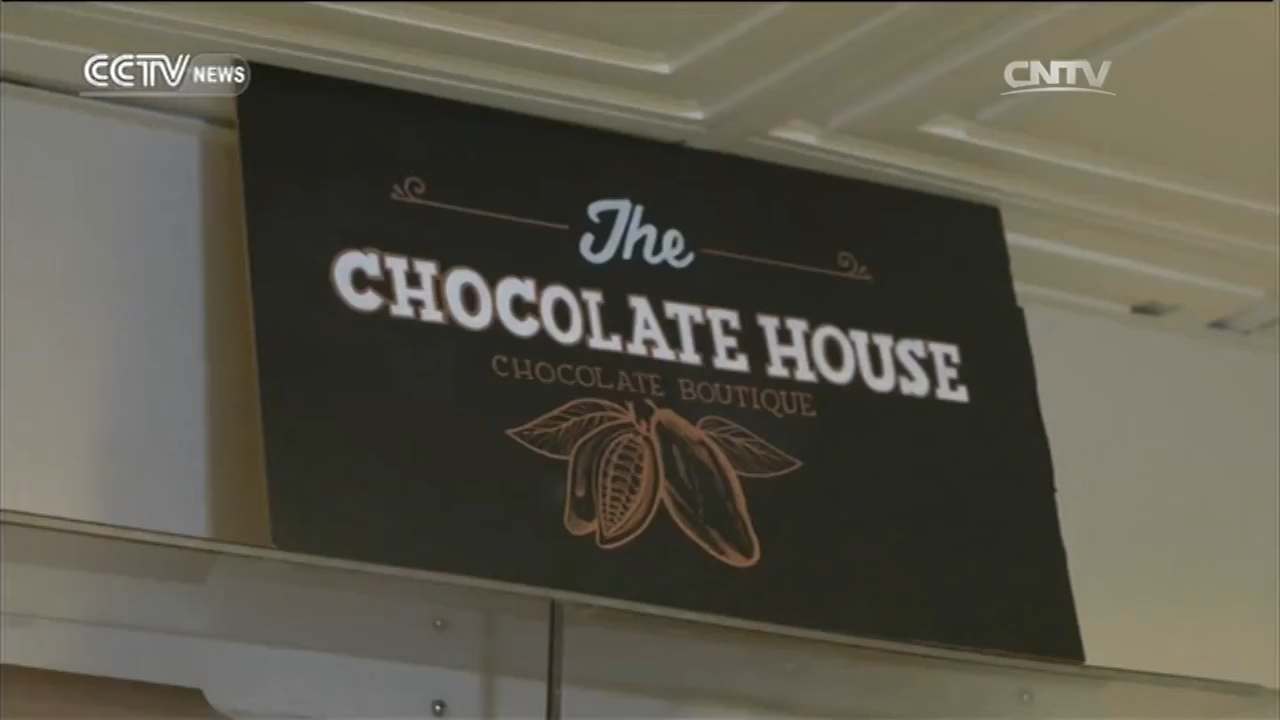 CCTV NEWS
CNTV
The
CHOCOLATE HOUSE
CHOCOLATE BOUTIQUE